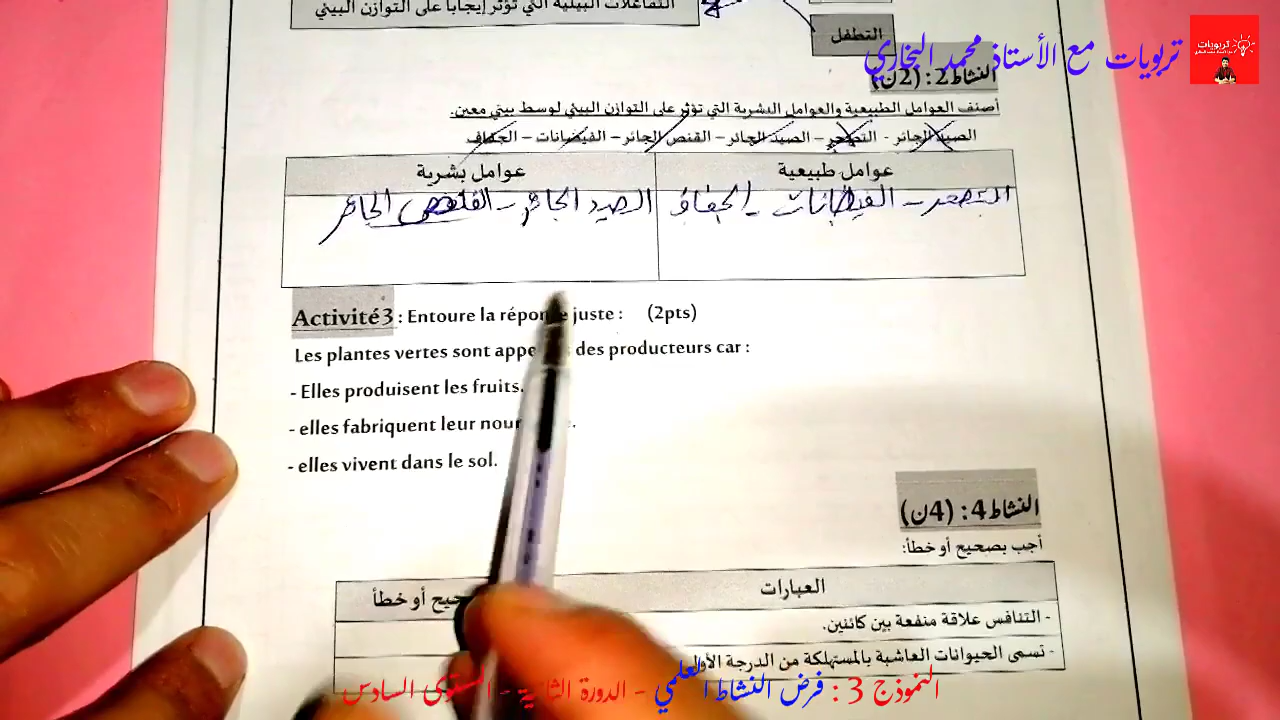 التفاعلات البيئية التي تؤثر إيجابا على التوازن البيئي
التطفل
تربويات مع الأستاذ محمد البخاري
تربويات
النشاط 2: (2ن)
أصنف العوامل الطبيعية والعوامل البشرية التي تؤثر على التوازن البيئي لوسط بيئي معين.
الصيد الجائر - التصحر – الصيد الجائر – القنص الجائر – الفيضانات – الجفاف
عوامل طبيعية عوامل بشرية
التصحر – الفيضانات – الجفاف الصيد الجائر – القنص الجائر
Activité3 : Entoure la réponse juste : (2pts)
Les plantes vertes sont des producteurs car :
- Elles produisent les fruits.
- elles fabriquent leur
- elles vivent dans le sol.
النشاط 4: (4ن)
أجب بصحيح أو خطأ:
العبارات صحيح أو خطأ
- التنافس علاقة منفعة بين كائنين.
- تسمى الحيوانات العاشبة بالمستهلكة من الدرجة الأولى
النموذج 3 : فرض النشاط العلمي - الدورة الثانية - المستوى السادس